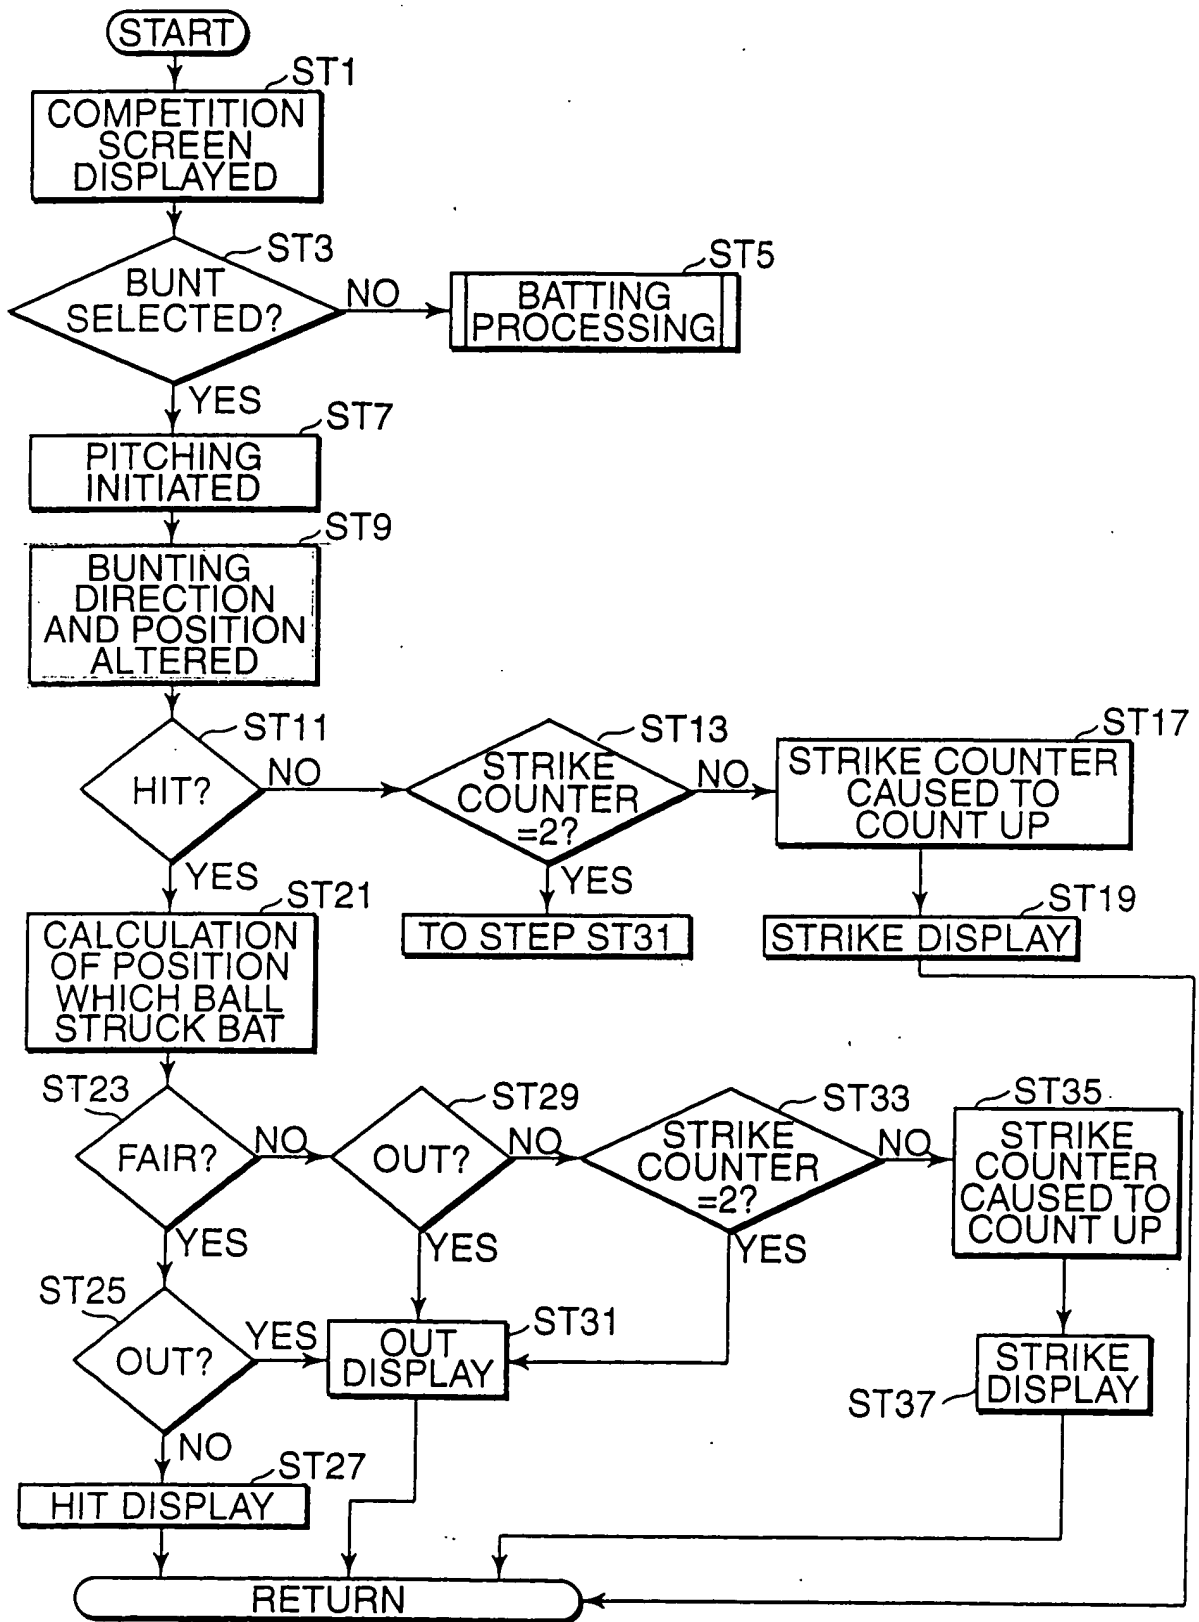 START
ST1
COMPETITION
SCREEN
DISPLAYED
ST3
BUNT
SELECTED?
NO
ST5
BATTING
PROCESSING
YES
ST7
PITCHING
INITIATED
ST9
BUNTING
DIRECTION
AND POSITION
ALTERED
ST11
HIT?
NO
ST13
STRIKE
COUNTER
=2?
NO
ST17
STRIKE COUNTER
CAUSED TO
COUNT UP
YES
YES
ST21
CALCULATION
OF POSITION
WHICH BALL
STRUCK BAT
TO STEP ST31
ST19
STRIKE DISPLAY
ST23
FAIR?
NO
ST29
OUT?
NO
ST33
STRIKE
COUNTER
=2?
NO
ST35
STRIKE
COUNTER
CAUSED TO
COUNT UP
YES
YES
YES
ST25
OUT?
YES
ST31
OUT
DISPLAY
STRIKE
DISPLAY
ST37
NO
ST27
HIT DISPLAY
RETURN